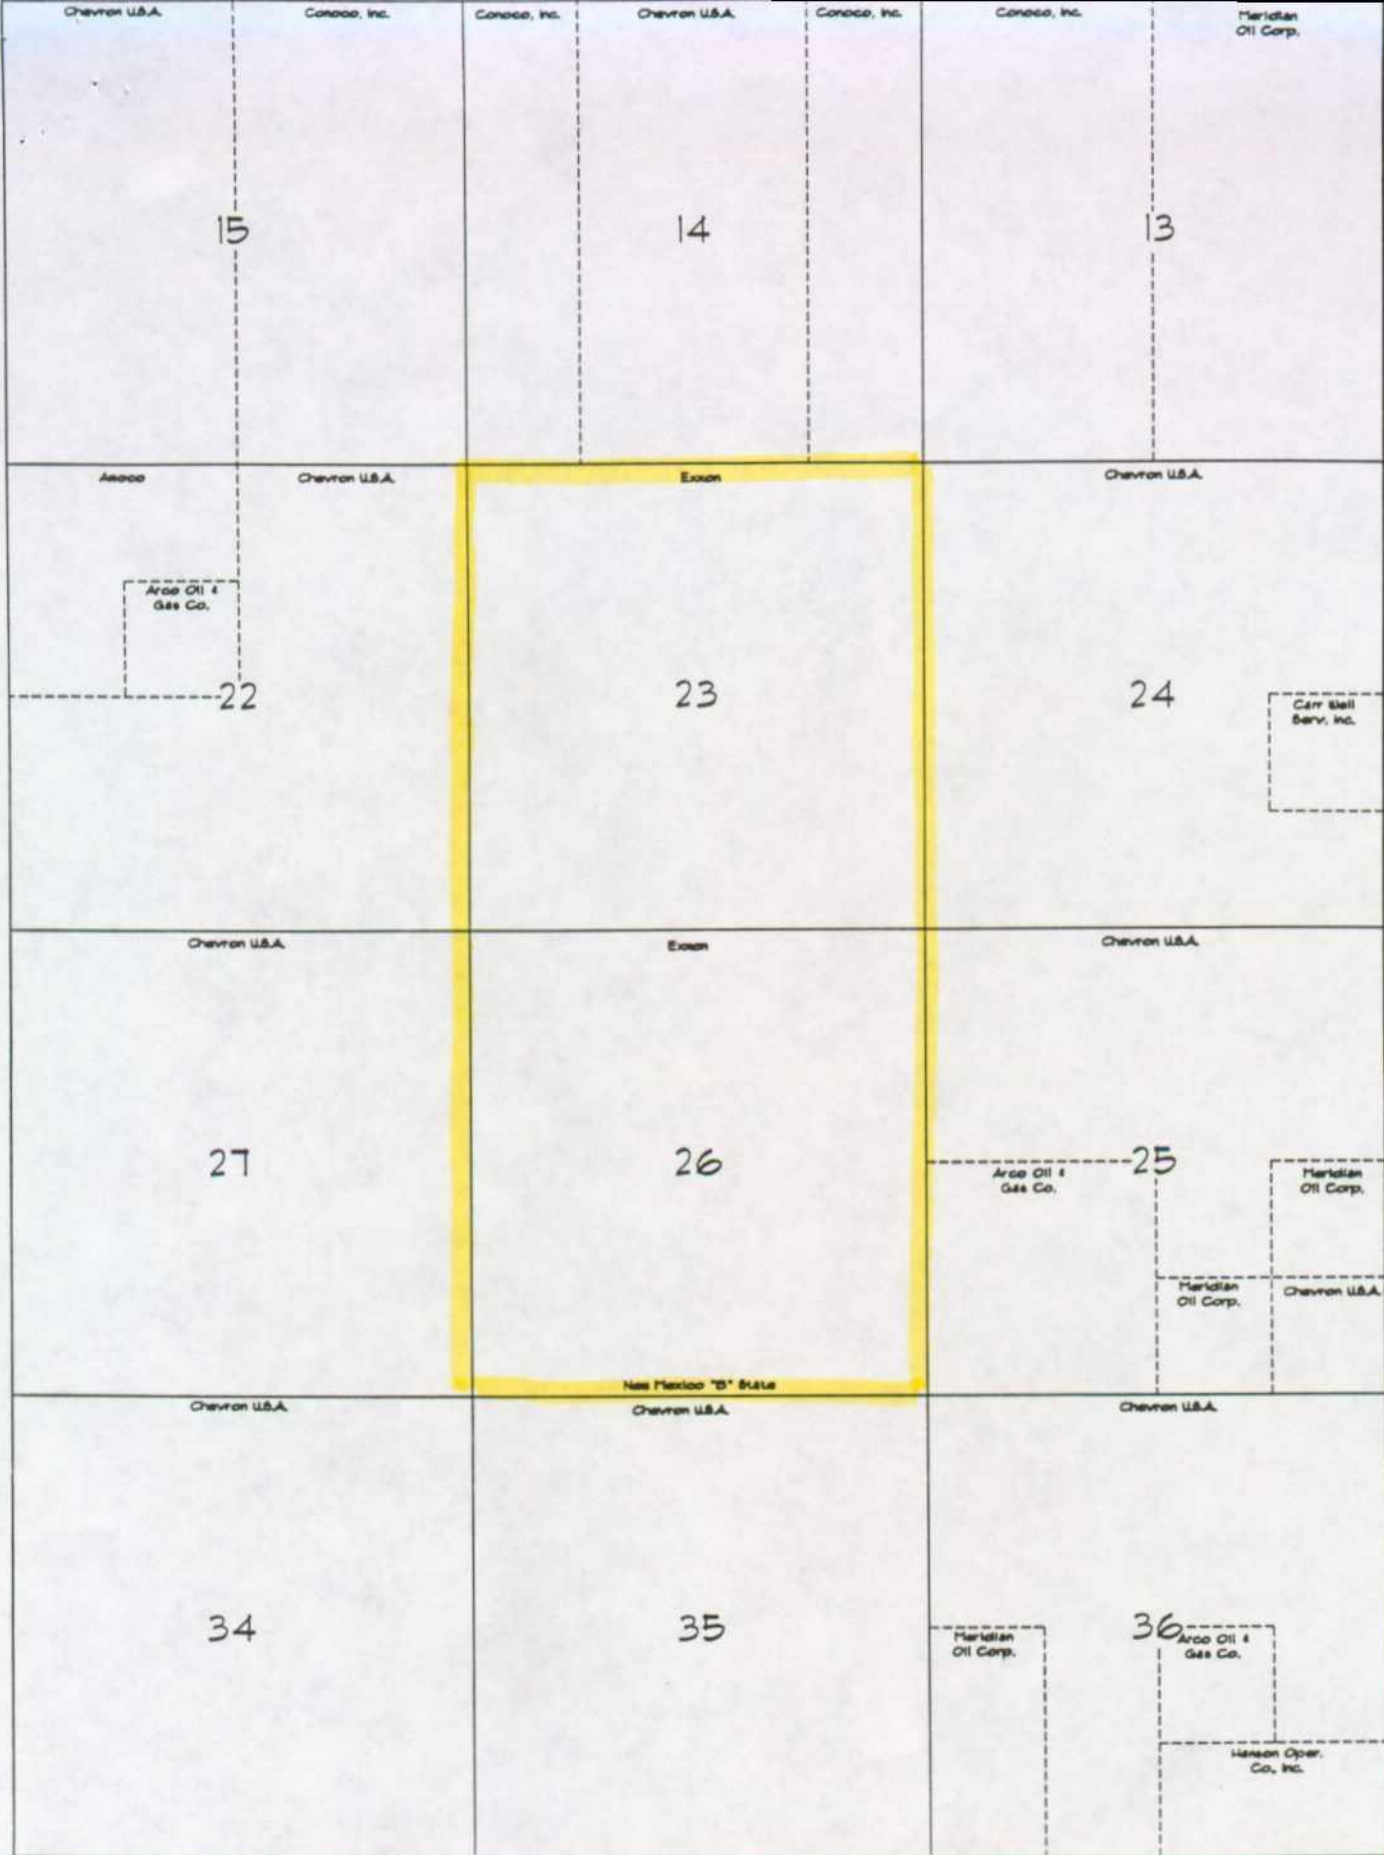 Chevron U.S.A.
Conoco, Inc.
Conoco, Inc.
Chevron U.S.A.
Conoco, Inc.
Conoco, Inc.
Meridian
Oil Corp.
15
14
13
Amoco
Chevron U.S.A.
Exxon
Chevron U.S.A.
Arco Oil &
Gas Co.
22
23
24
Carr Well
Serv. Inc.
Chevron U.S.A.
Exxon
Chevron U.S.A.
27
26
25
Arco Oil &
Gas Co.
Meridian
Oil Corp.
Meridian
Oil Corp.
Chevron U.S.A.
New Mexico "B" State
Chevron U.S.A.
Chevron U.S.A.
Chevron U.S.A.
34
35
36
Meridian
Oil Corp.
Arco Oil &
Gas Co.
Hanson Oper.
Co., Inc.